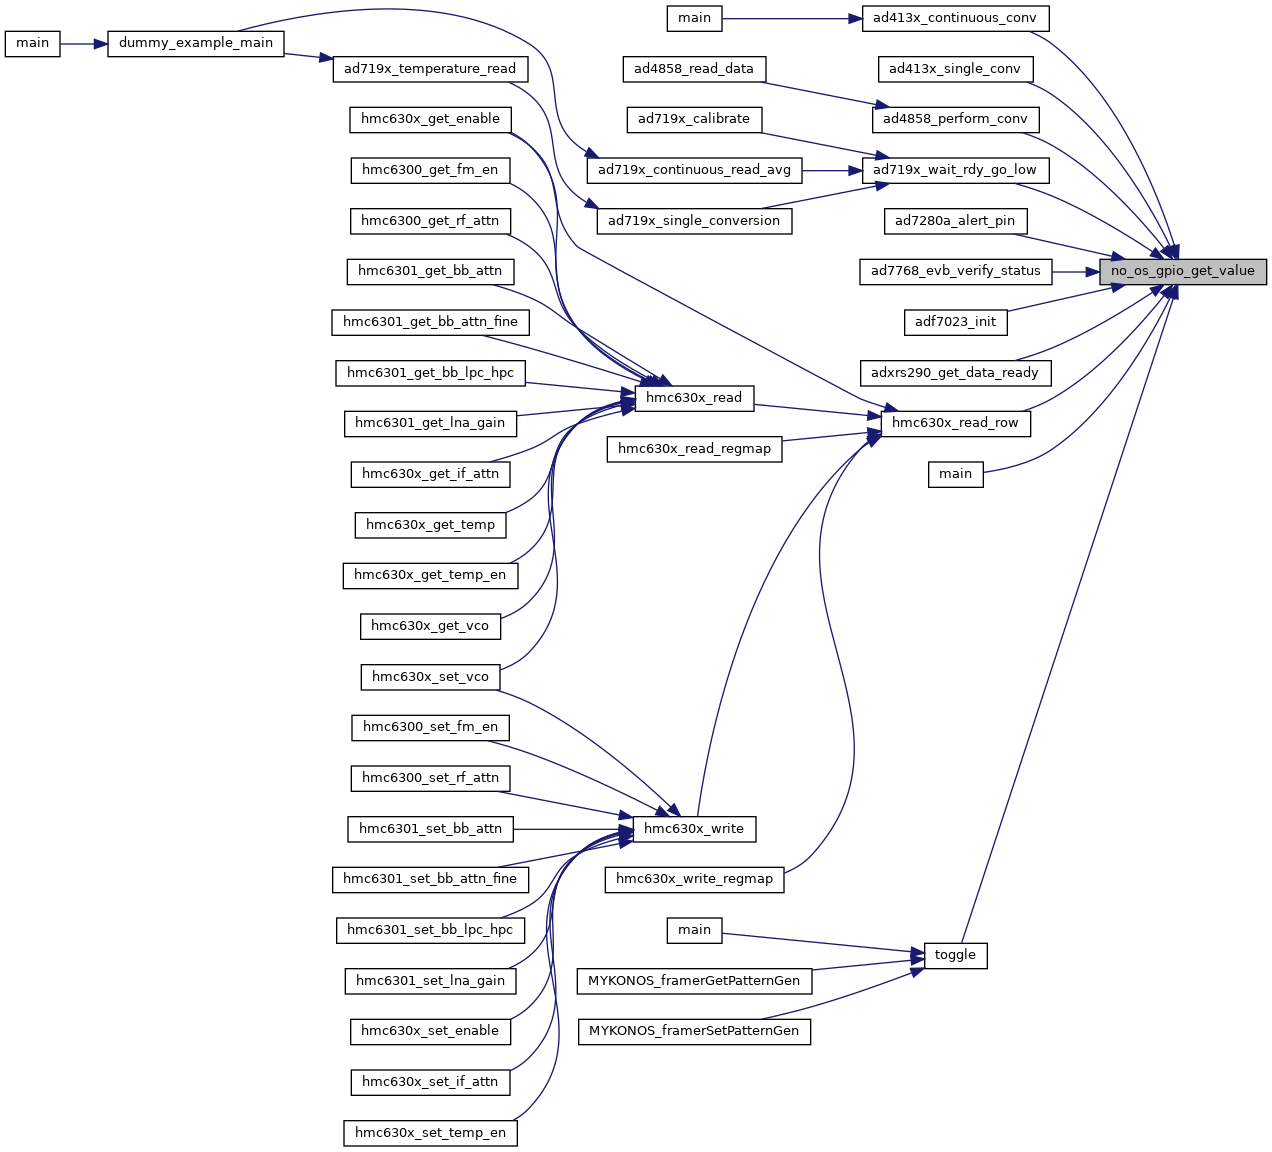 main
ad413x_continuous_conv
main
dummy_example_main
ad719x_temperature_read
ad4858_read_data
ad413x_single_conv
hmc630x_get_enable
ad719x_calibrate
ad4858_perform_conv
hmc6300_get_fm_en
ad719x_continuous_read_avg
ad719x_wait_rdy_go_low
hmc6300_get_rf_attn
ad719x_single_conversion
ad7280a_alert_pin
hmc6301_get_bb_attn
ad7768_evb_verify_status
no_os_gpio_get_value
hmc6301_get_bb_attn_fine
adf7023_init
hmc6301_get_bb_lpc_hpc
adxrs290_get_data_ready
hmc630x_read
hmc6301_get_lna_gain
hmc630x_read_row
hmc630x_read_regmap
hmc630x_get_if_attn
main
hmc630x_get_temp
hmc630x_get_temp_en
hmc630x_get_vco
hmc630x_set_vco
hmc6300_set_fm_en
hmc6300_set_rf_attn
hmc6301_set_bb_attn
hmc630x_write
hmc6301_set_bb_attn_fine
hmc630x_write_regmap
hmc6301_set_bb_lpc_hpc
main
toggle
hmc6301_set_lna_gain
MYKONOS_framerGetPatternGen
hmc630x_set_enable
MYKONOS_framerSetPatternGen
hmc630x_set_if_attn
hmc630x_set_temp_en